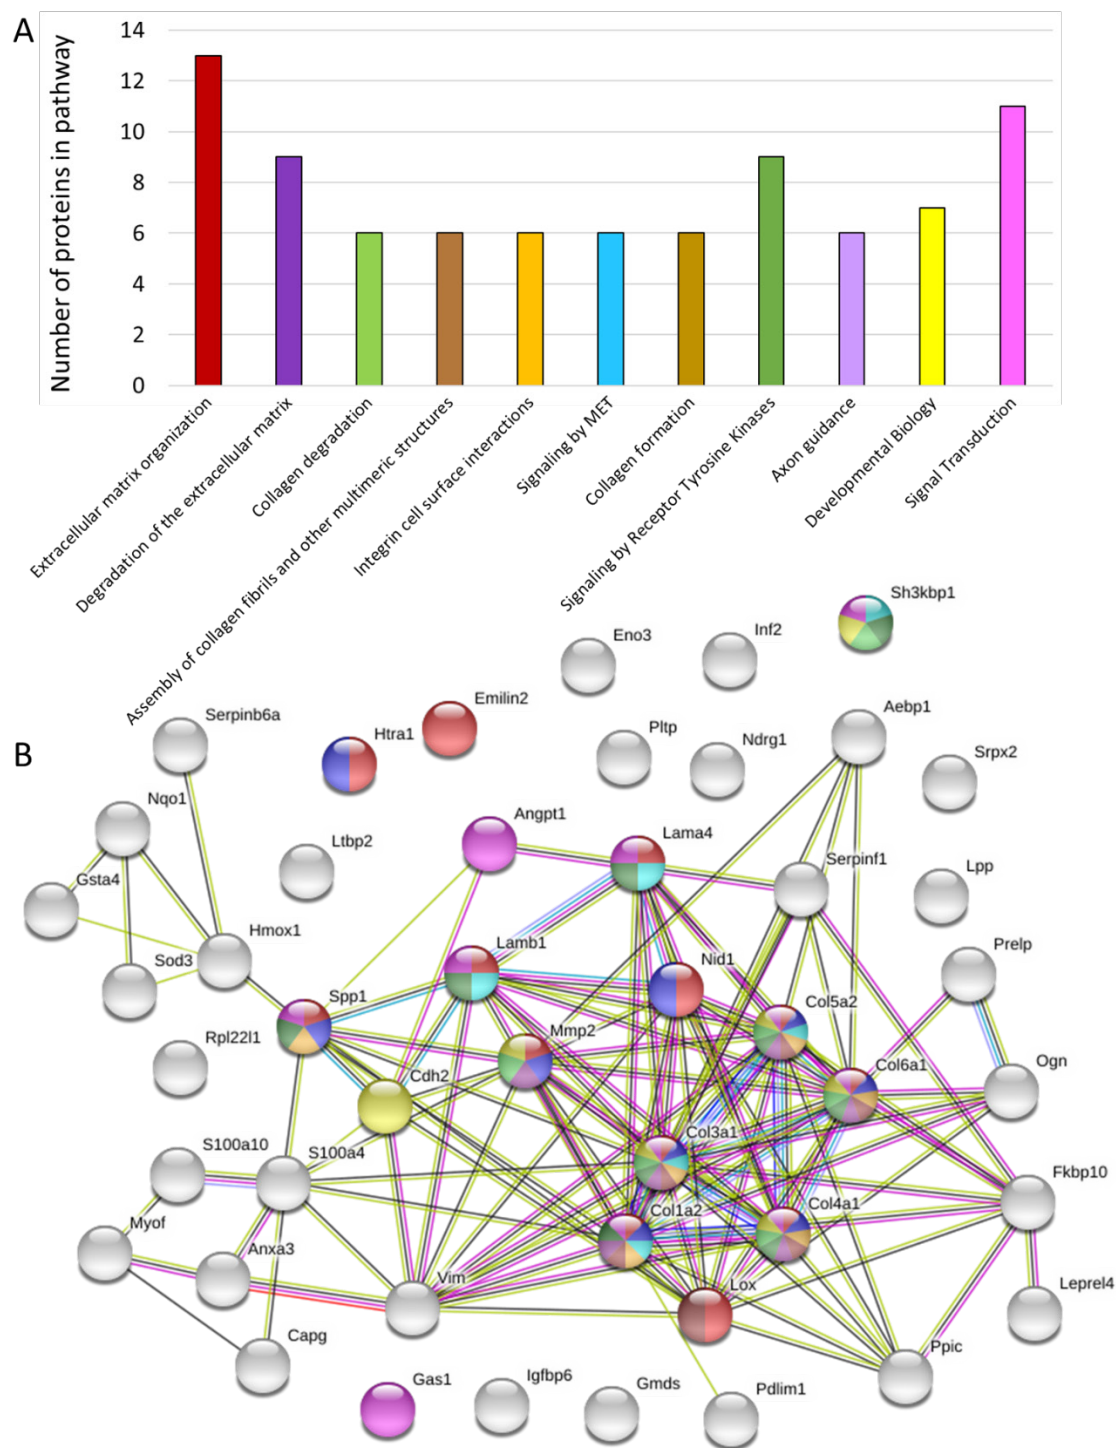 A
Number of proteins in pathway
14
12
10
8
6
4
2
0
Extracellular matrix organization
Degradation of the extracellular matrix
Collagen degradation
Assembly of collagen fibrils and other multimeric structures
Integrin cell surface interactions
Signaling by MET
Collagen formation
Signaling by Receptor Tyrosine Kinases
Axon guidance
Developmental Biology
Signal Transduction
B
Sh3kbp1
Inf2
Eno3
Emilin2
Aebp1
Serpinb6a
Htra1
Pltp
Ndrg1
Srpx2
Nqo1
Angpt1
Ltbp2
Lama4
Serpinf1
Lpp
Gsta4
Hmox1
Lamb1
Nid1
Prelp
Sod3
Spp1
Col5a2
Mmp2
Rpl22l1
Col6a1
Ogn
Cdh2
Col3a1
S100a10
S100a4
Fkbp10
Col1a2
Col4a1
Myof
Anxa3
Vim
Lox
Leprel4
Capg
Ppic
Gas1
Igfbp6
Gmds
Pdlim1